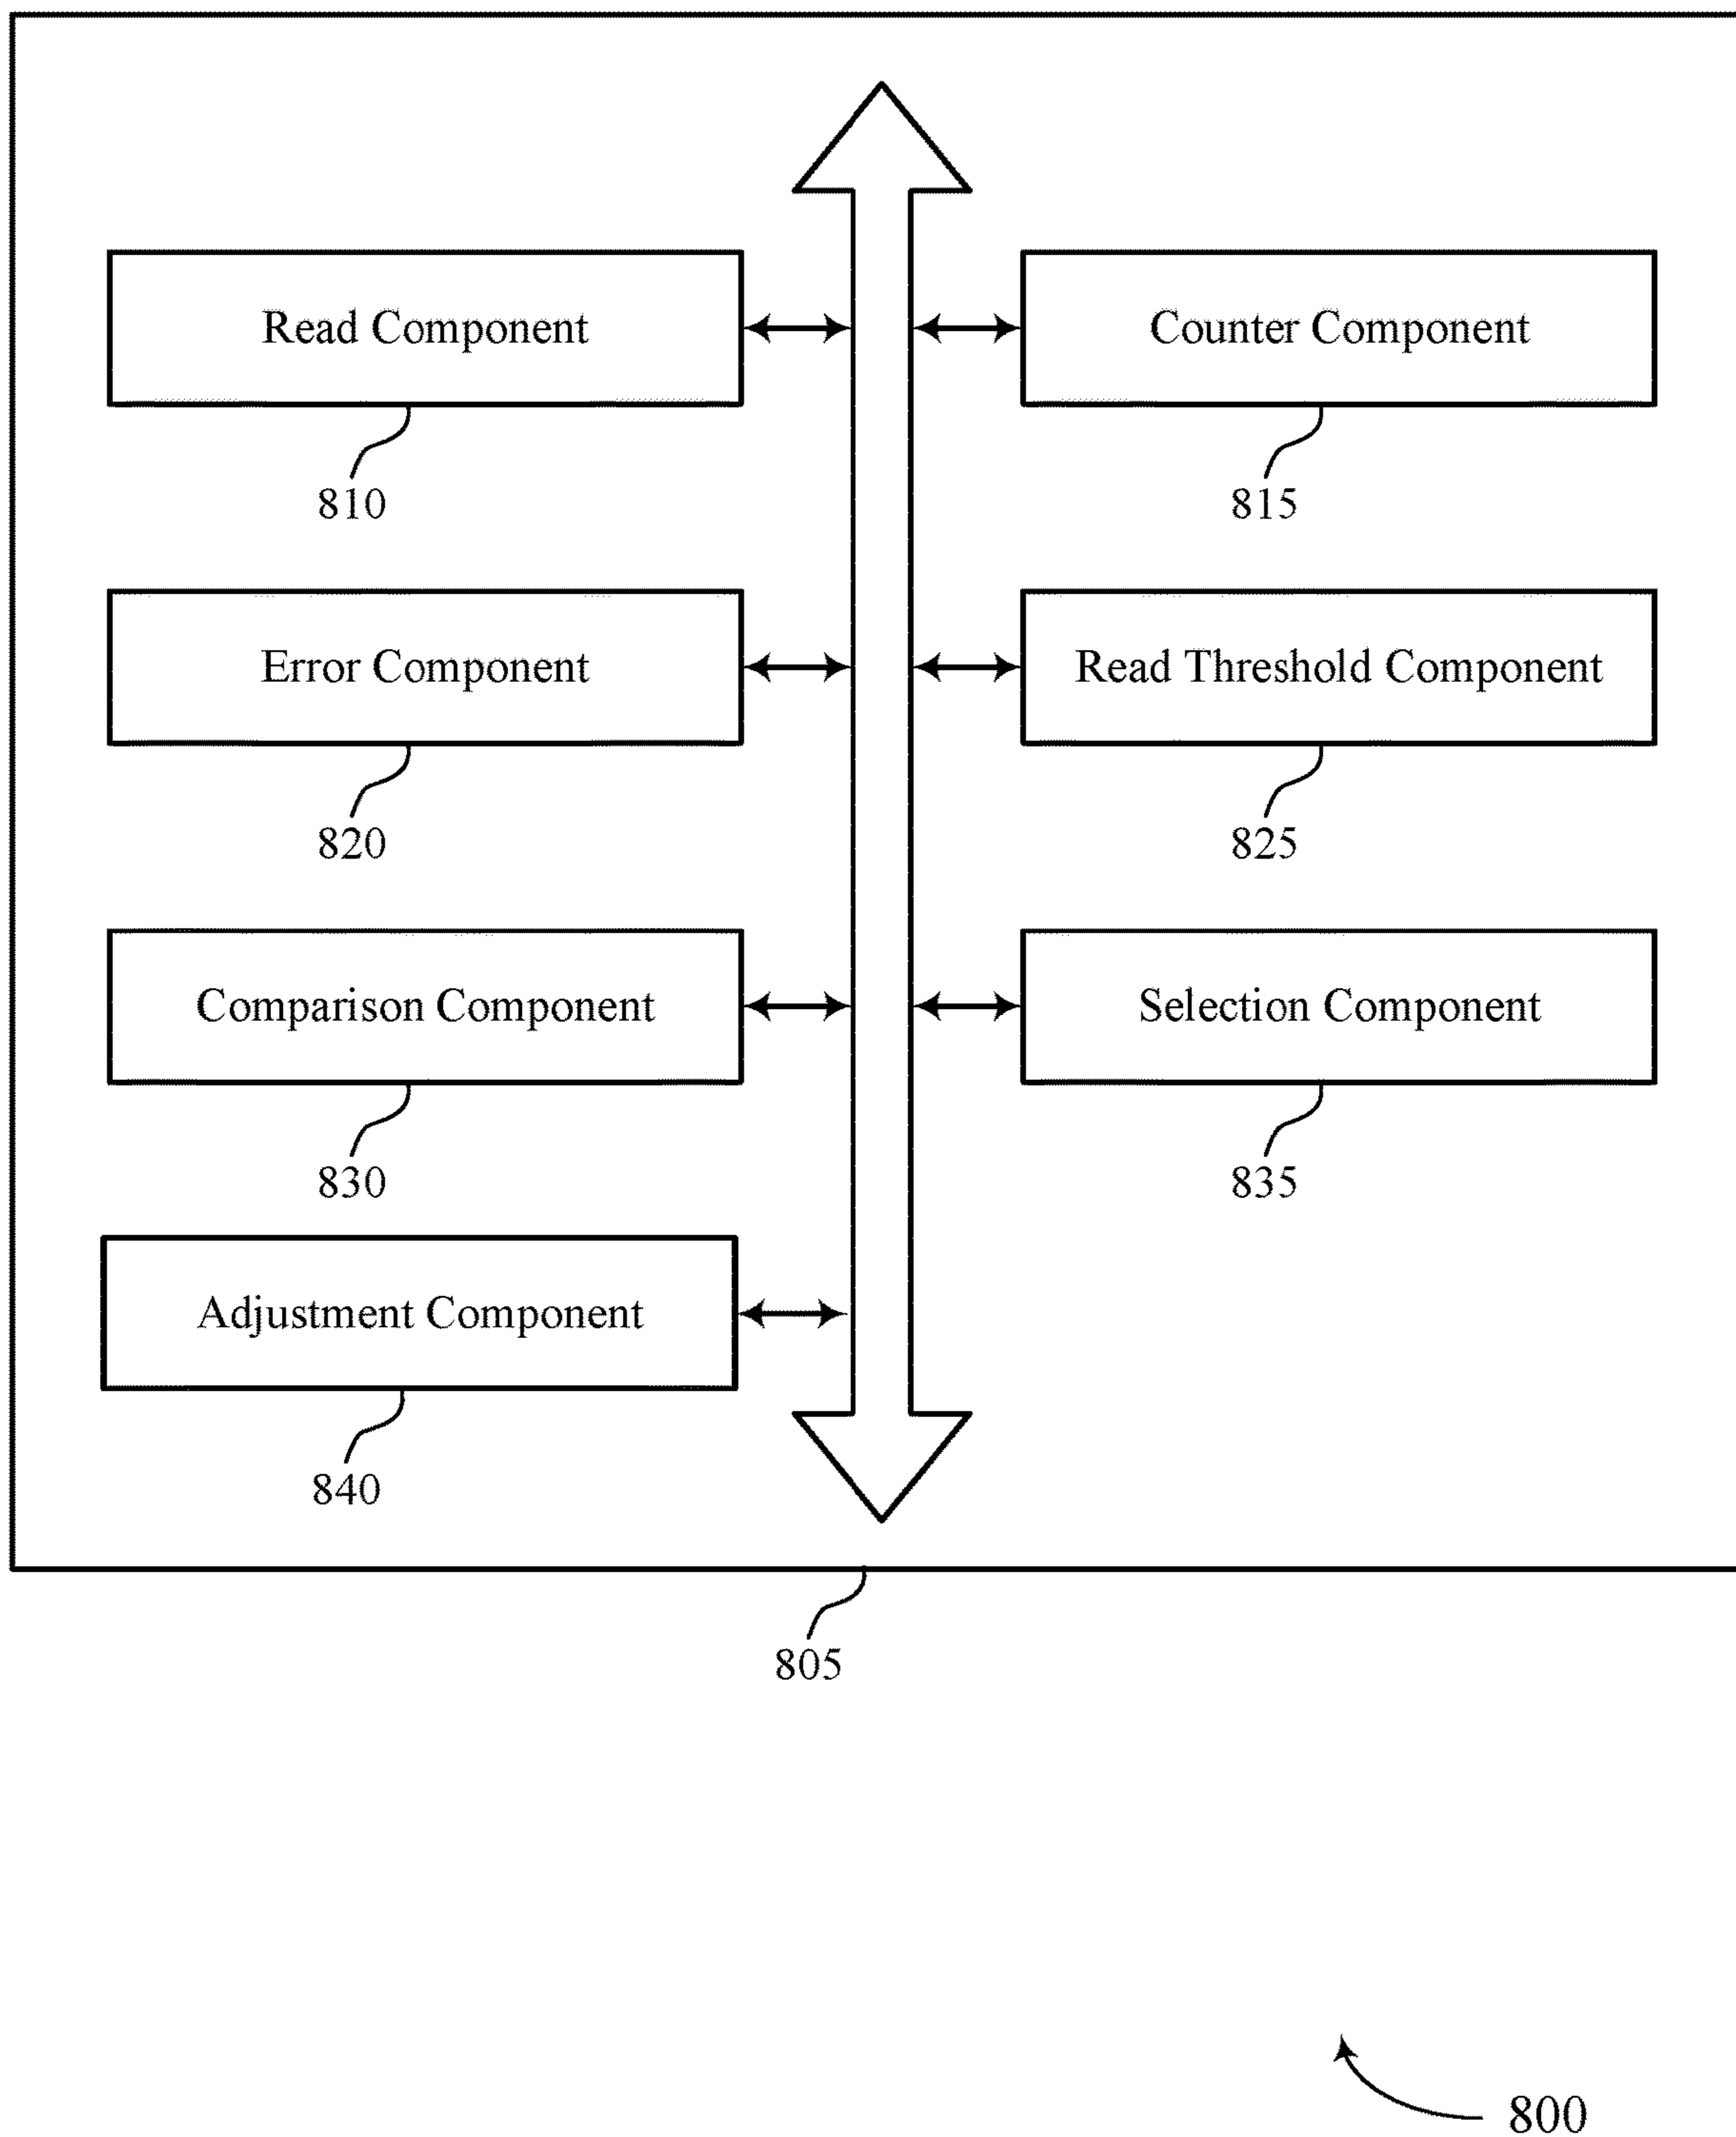 Read Component
Counter Component
810
815
Error Component
Read Threshold Component
820
825
Comparison Component
Selection Component
830
835
Adjustment Component
840
805
800